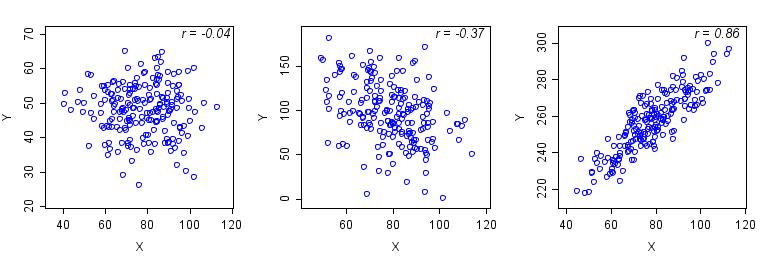 r = -0.04
70
60
50
40
30
20
Y
40 60 80 100 120
X
r = -0.37
150
100
50
0
Y
60 80 100 120
X
r = 0.86
300
280
260
240
220
Y
40 60 80 100 120
X